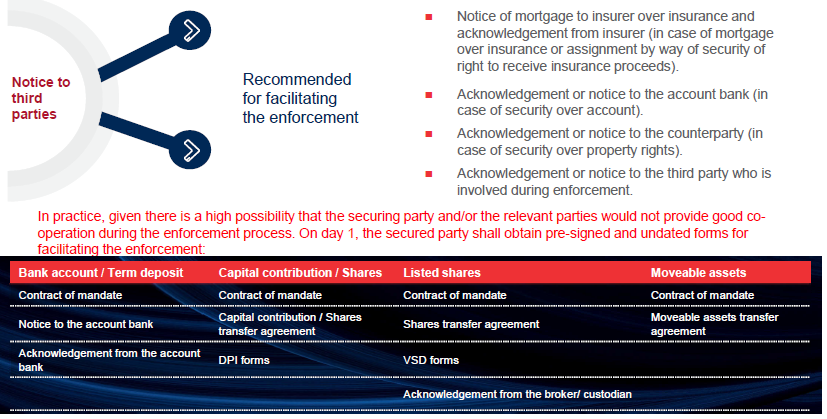 Notice to
third
parties
Recommended
for facilitating
the enforcement
Notice of mortgage to insurer over insurance and
acknowledgement from insurer (in case of mortgage
over insurance or assignment by way of security of
right to receive insurance proceeds).
Acknowledgement or notice to the account bank (in
case of security over account).
Acknowledgement or notice to the counterparty (in
case of security over property rights).
Acknowledgement or notice to the third party who is
involved during enforcement.
In practice, given there is a high possibility that the securing party and/or the relevant parties would not provide good co-
operation during the enforcement process. On day 1, the secured party shall obtain pre-signed and undated forms for
facilitating the enforcement:
Bank account / Term deposit Capital contribution / Shares Listed shares Moveable assets
Contract of mandate Contract of mandate Contract of mandate Contract of mandate
Notice to the account bank Capital contribution / Shares transfer agreement Shares transfer agreement Moveable assets transfer agreement
Acknowledgement from the account bank DPI forms VSD forms
Acknowledgement from the broker/ custodian